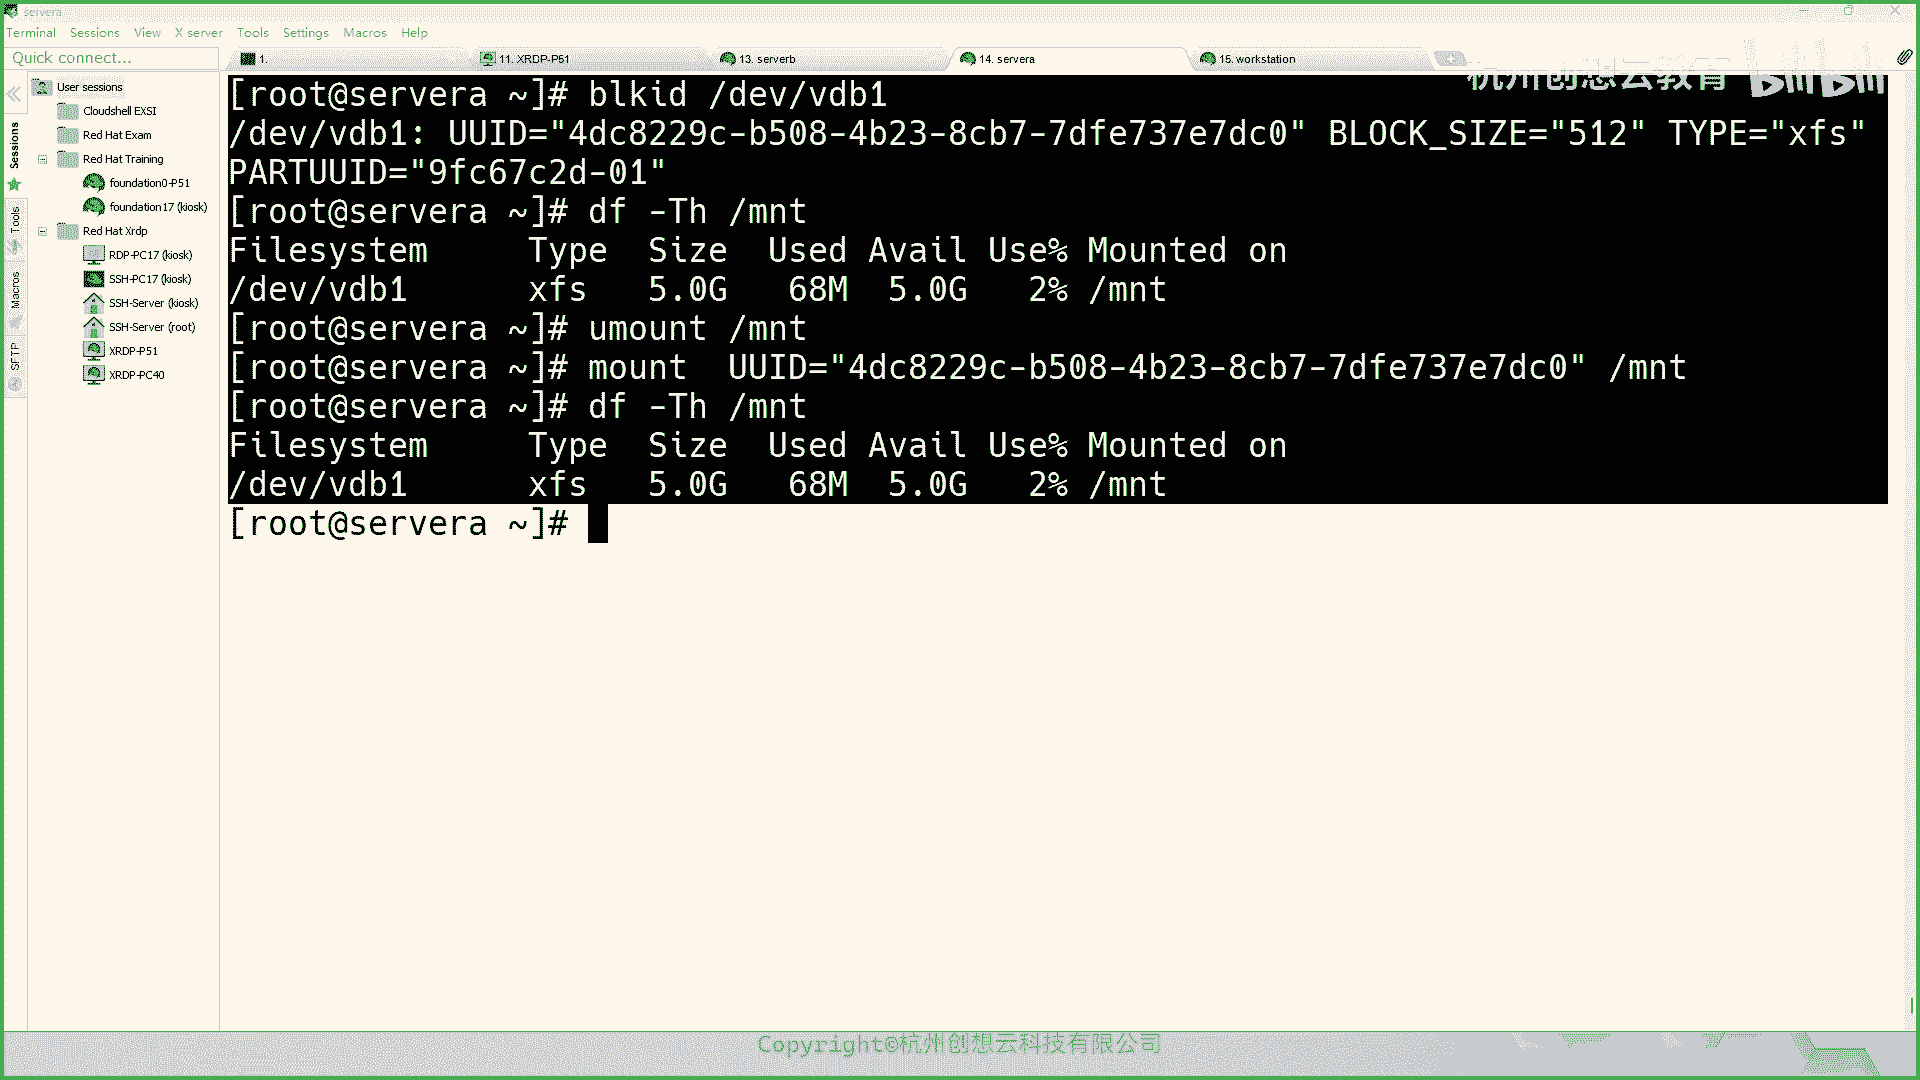 servera
Terminal Sessions View X server Tools Settings Macros Help
Quick connect...
1.
11. XRDP-P51
13. serverb
14. servera
15. workstation
杭州创想云教育 bilibili
User sessions
Cloudshell EXSI
Red Hat Exam
Red Hat Training
foundation0-P51
foundation17 (kiosk)
Red Hat Xrdp
RDP-PC17 (kiosk)
SSH-PC17 (kiosk)
SSH-Server (kiosk)
SSH-Server (root)
XRDP-P51
XRDP-PC40
Sessions
Tools
Macros
SFTP
[root@servera ~]# blkid /dev/vdb1
/dev/vdb1: UUID="4dc8229c-b508-4b23-8cb7-7dfe737e7dc0" BLOCK_SIZE="512" TYPE="xfs"
PARTUUID="9fc67c2d-01"
[root@servera ~]# df -Th /mnt
Filesystem     Type  Size  Used Avail Use% Mounted on
/dev/vdb1      xfs   5.0G   68M  5.0G   2% /mnt
[root@servera ~]# umount /mnt
[root@servera ~]# mount  UUID="4dc8229c-b508-4b23-8cb7-7dfe737e7dc0" /mnt
[root@servera ~]# df -Th /mnt
Filesystem     Type  Size  Used Avail Use% Mounted on
/dev/vdb1      xfs   5.0G   68M  5.0G   2% /mnt
[root@servera ~]#
Copyright©杭州创想云科技有限公司